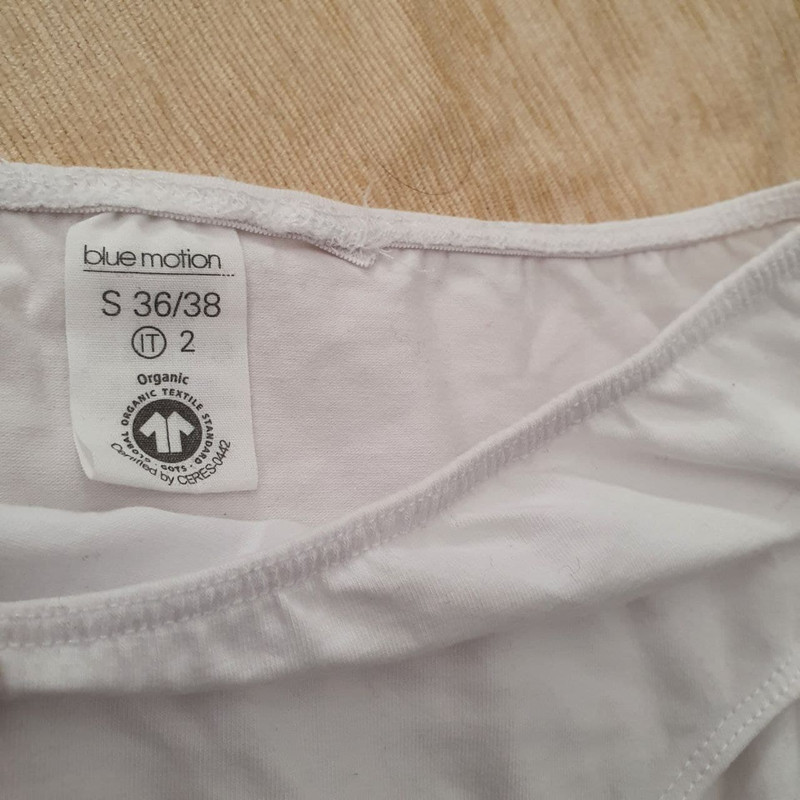 blue motion
S 36/38
IT 2
Organic
GLOBAL ORGANIC TEXTILE STANDARD · GOTS ·
Certified by CERES-0442